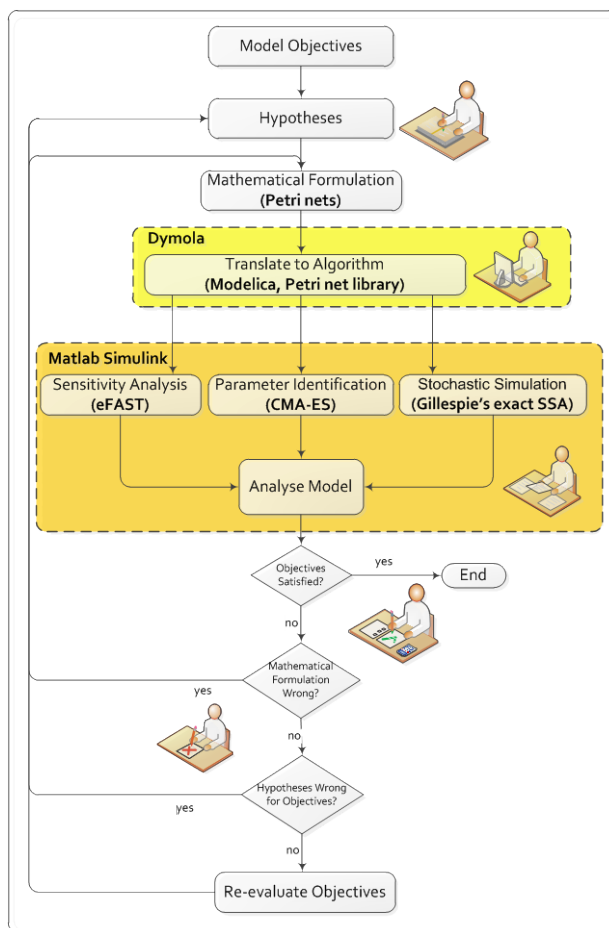 Model Objectives
Hypotheses
Mathematical Formulation
(Petri nets)
Dymola
Translate to Algorithm
(Modelica, Petri net library)
Matlab Simulink
Sensitivity Analysis
(eFAST)
Parameter Identification
(CMA-ES)
Stochastic Simulation
(Gillespie's exact SSA)
Analyse Model
Objectives
Satisfied?
yes
End
no
Mathematical
Formulation
Wrong?
yes
no
Hypotheses Wrong
for Objectives?
yes
no
Re-evaluate Objectives